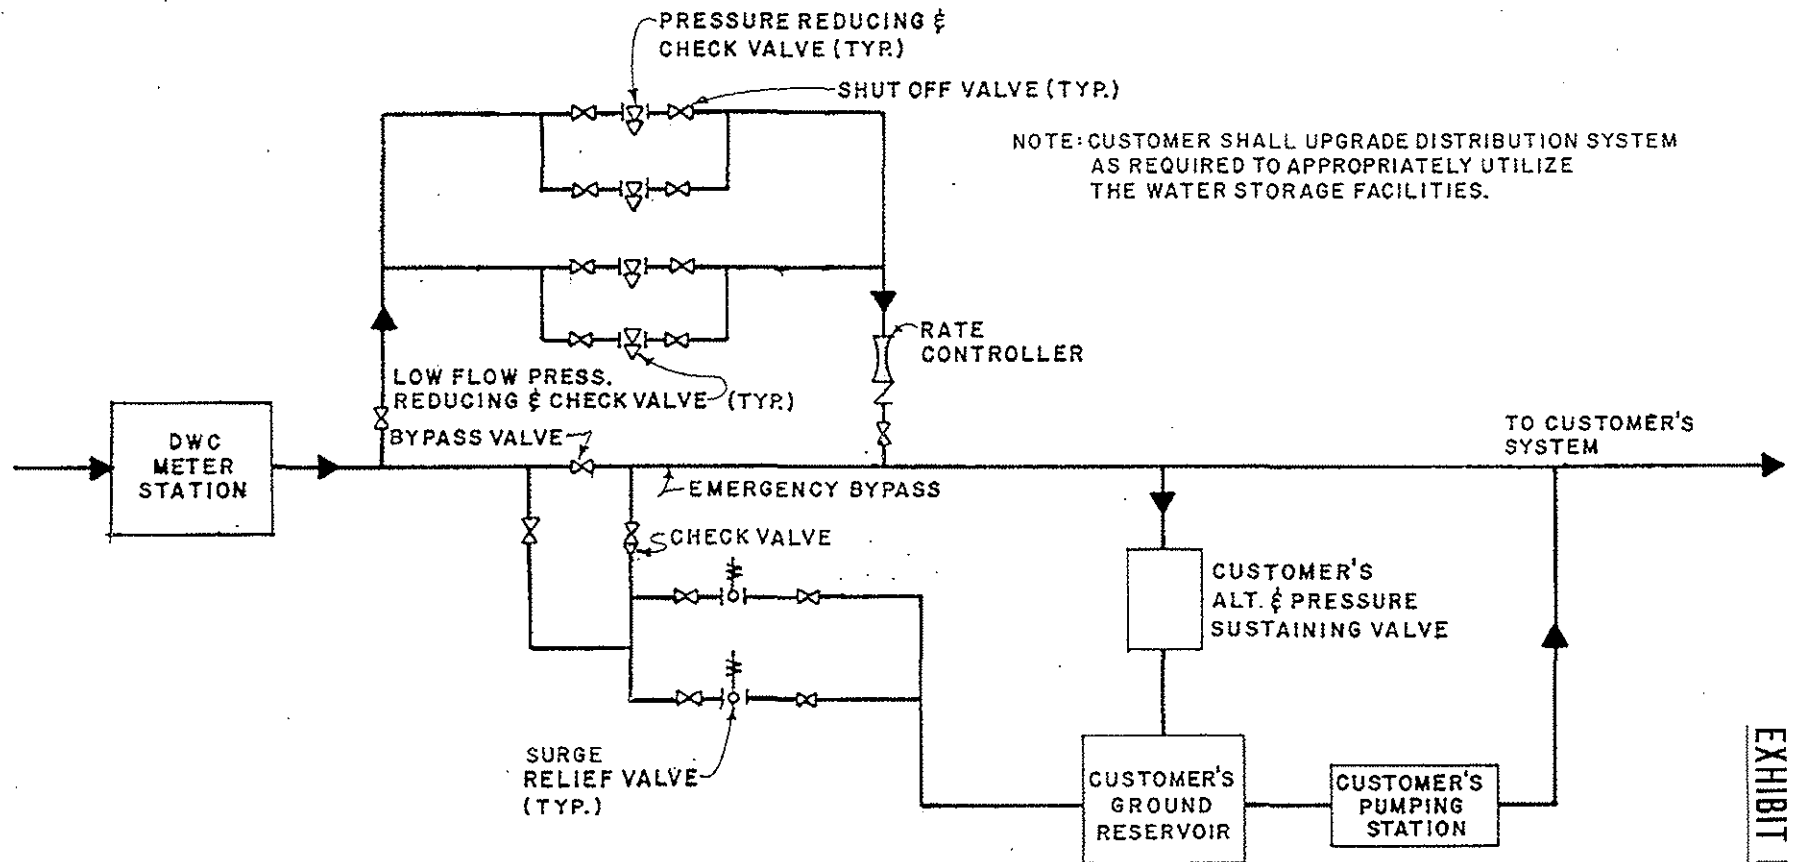 PRESSURE REDUCING &
CHECK VALVE (TYP.)
SHUT OFF VALVE (TYP.)
NOTE: CUSTOMER SHALL UPGRADE DISTRIBUTION SYSTEM
AS REQUIRED TO APPROPRIATELY UTILIZE
THE WATER STORAGE FACILITIES.
RATE
CONTROLLER
LOW FLOW PRESS.
REDUCING & CHECK VALVE (TYP.)
BYPASS VALVE
DWC
METER
STATION
TO CUSTOMER'S
SYSTEM
EMERGENCY BYPASS
CHECK VALVE
CUSTOMER'S
ALT. & PRESSURE
SUSTAINING VALVE
SURGE
RELIEF VALVE
(TYP.)
CUSTOMER'S
GROUND
RESERVOIR
CUSTOMER'S
PUMPING
STATION
EXHIBIT